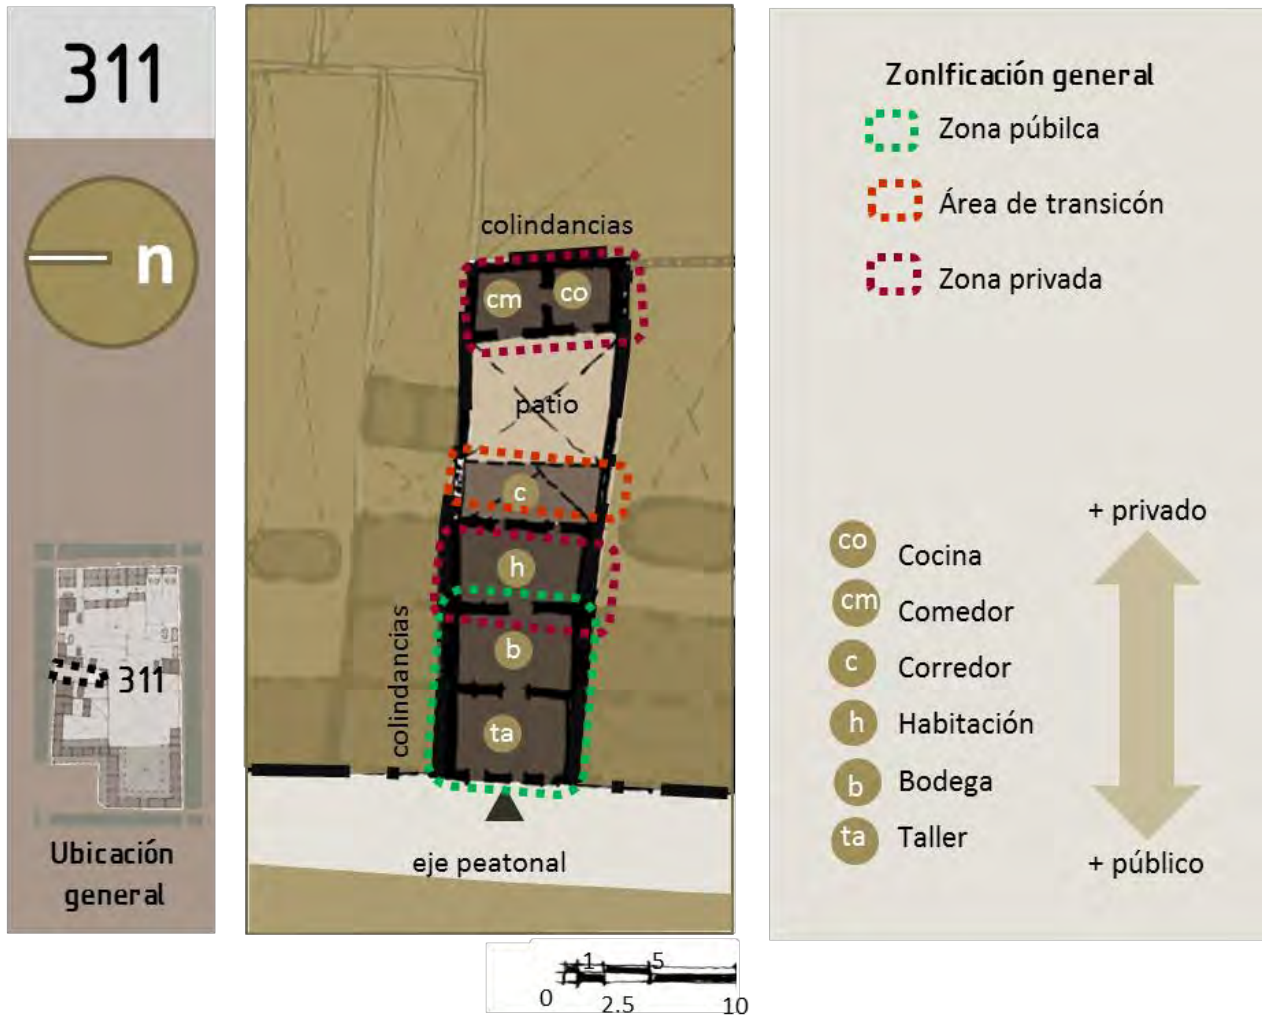 311
n
311
Ubicación
general
colindancias
cm
co
patio
c
h
b
ta
colindancias
eje peatonal
0
1
2.5
5
10
ZonIficación general
Zona púbilca
Área de transicón
Zona privada
co Cocina
cm Comedor
c Corredor
h Habitación
b Bodega
ta Taller
+ privado
+ público